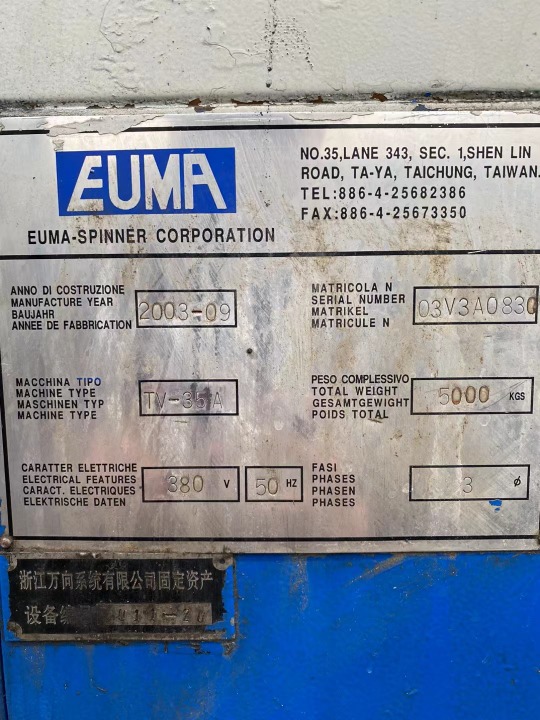 EUMA
EUMA-SPINNER CORPORATION
NO.35,LANE 343, SEC. 1,SHEN LIN
ROAD, TA-YA, TAICHUNG, TAIWAN.
TEL:886-4-25682386
FAX:886-4-25673350
ANNO DI COSTRUZIONE
MANUFACTURE YEAR
BAUJAHR
ANNEE DE FABBRICATION
2003-09
MATRICOLA N
SERIAL NUMBER
MATRIKEL
MATRICULE N
MACCHINA TIPO
MACHINE TYPE
MASCHINEN TYP
MACHINE TYPE
TV-35A
PESO COMPLESSIVO
TOTAL WEIGHT
GESAMTGEWIGHT
POIDS TOTAL
5000 KGS
CARATTER ELETTRICHE
ELECTRICAL FEATURES
CARACT. ELECTRIQUES
ELEKTRISCHE DATEN
380 V
50 HZ
FASI
PHASES
PHASEN
PHASES
3 ø
浙江万向系统有限公司固定资产
设备